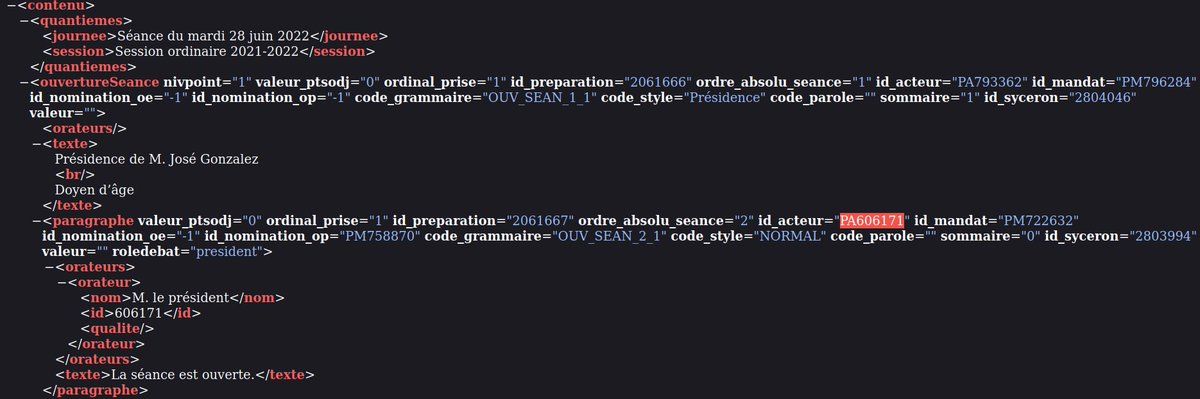 −<contenu>
−<quantiemes>
<journee>Séance du mardi 28 juin 2022</journee>
<session>Session ordinaire 2021-2022</session>
</quantiemes>
−<ouvertureSeance nivpoint="1" valeur_ptsodj="0" ordinal_prise="1" id_preparation="2061666" ordre_absolu_seance="1" id_acteur="PA793362" id_mandat="PM796284"
id_nomination_oe="-1" id_nomination_op="-1" code_grammaire="OUV_SEAN_1_1" code_style="Présidence" code_parole="" sommaire="1" id_syceron="2804046"
valeur="">
<orateurs/>
−<texte>
Présidence de M. José Gonzalez
<br/>
Doyen d’âge
</texte>
−<paragraphe valeur_ptsodj="0" ordinal_prise="1" id_preparation="2061667" ordre_absolu_seance="2" id_acteur="PA606171" id_mandat="PM722632"
id_nomination_oe="-1" id_nomination_op="PM758870" code_grammaire="OUV_SEAN_2_1" code_style="NORMAL" code_parole="" sommaire="0" id_syceron="2803994"
valeur="" roledebat="president">
−<orateurs>
−<orateur>
<nom>M. le président</nom>
<id>606171</id>
<qualite/>
</orateur>
</orateurs>
<texte>La séance est ouverte.</texte>
</paragraphe>